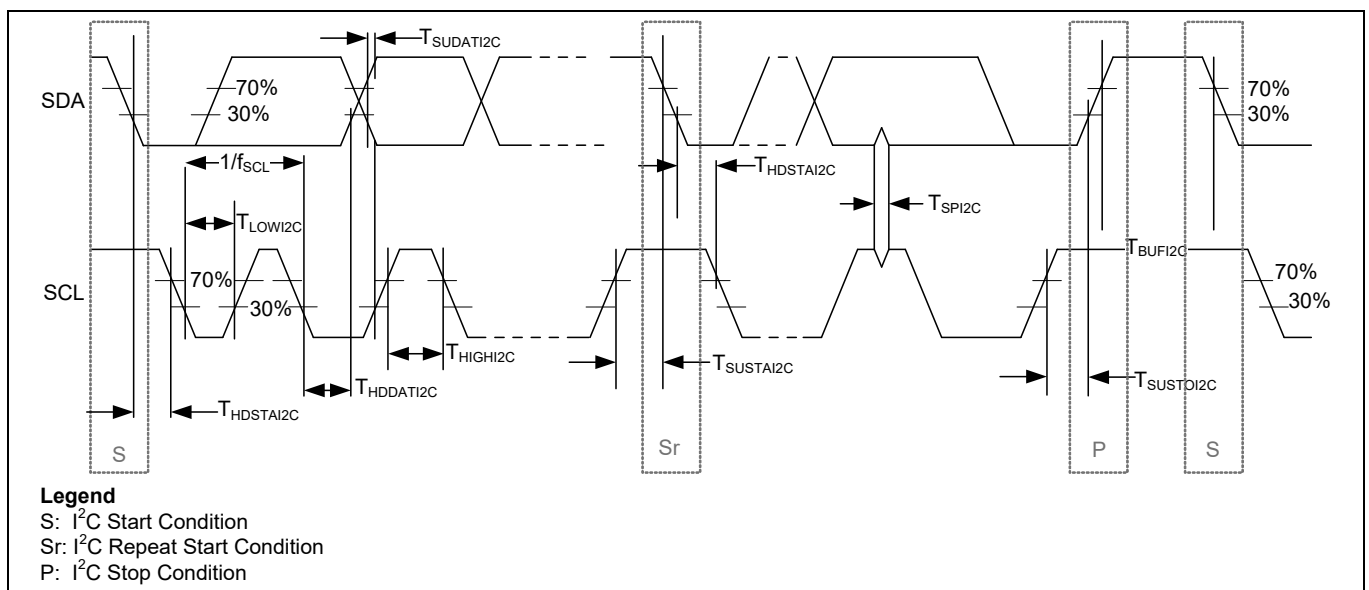 T_SUDATI2C
SDA
70%
30%
70%
30%
1/f_SCL
T_HDSTAI2C
T_LOWI2C
T_SPI2C
T_BUFI2C
SCL
70%
30%
70%
30%
T_HIGHI2C
T_HDDATI2C
T_SUSTAI2C
T_SUSTOI2C
T_HDSTAI2C
S
Sr
P
S
Legend
S: I²C Start Condition
Sr: I²C Repeat Start Condition
P: I²C Stop Condition